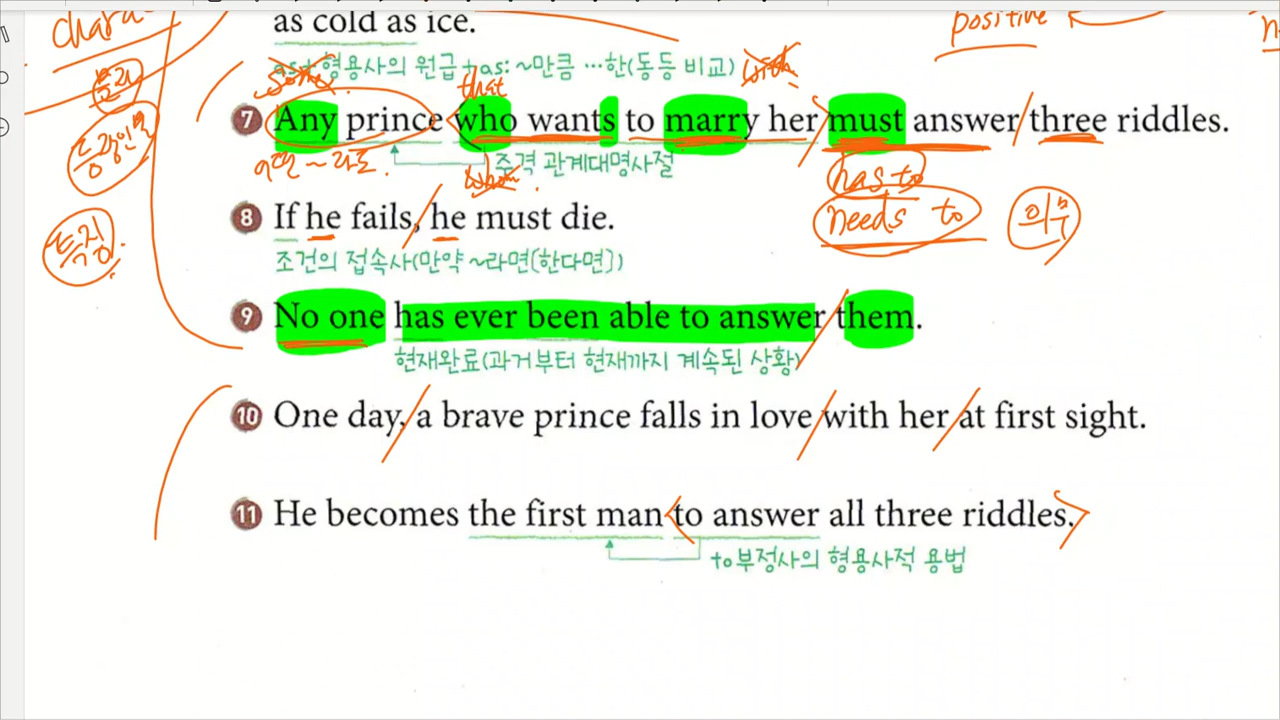 as cold as ice.
chara
positive
as+형용사의 원급+as: ~만큼 …한(동등 비교)
with
some
that
윤리
등장인물
특징.
7 Any prince who wants to marry her must answer three riddles.
어떤 ~라도.
주격 관계대명사절
whom.
has to
needs to
의무
8 If he fails, he must die.
조건의 접속사(만약 ~라면[한다면])
9 No one has ever been able to answer them.
현재완료(과거부터 현재까지 계속된 상황)
10 One day, a brave prince falls in love with her at first sight.
11 He becomes the first man to answer all three riddles.
to부정사의 형용사적 용법